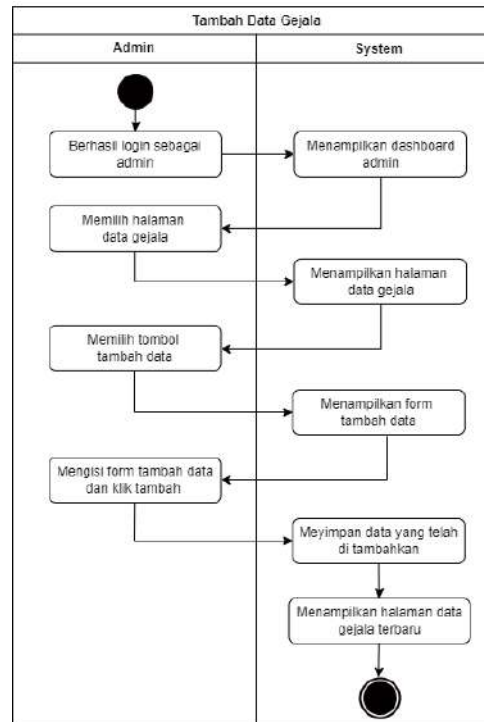 Tambah Data Gejala
Admin
System
Berhasil login sebagai
admin
Menampilkan dashboard
admin
Memilih halaman
data gejala
Menampilkan halaman
data gejala
Memilih tombol
tambah data
Menampilkan form
tambah data
Mengisi form tambah data
dan klik tambah
Meyimpan data yang telah
di tambahkan
Menampilkan halaman data
gejala terbaru